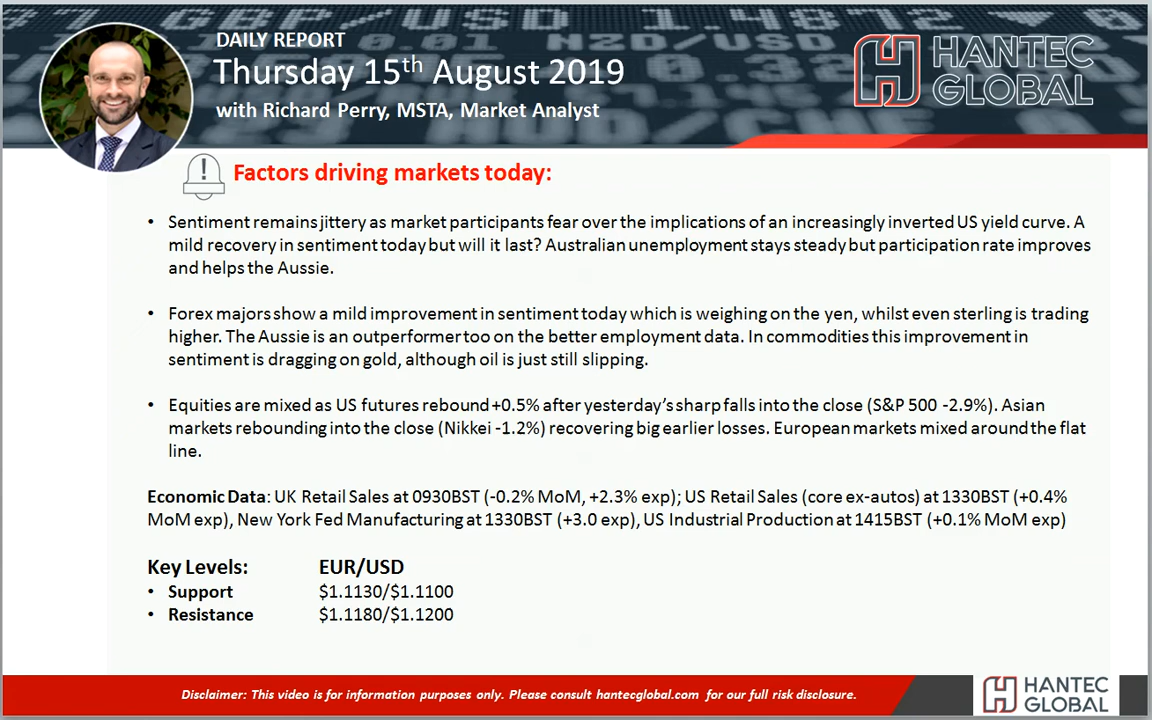 GBP/USD 1.4872
0.01 NZD/USD 0.0
DAILY REPORT
Thursday 15th August 2019
with Richard Perry, MSTA, Market Analyst
HANTEC
GLOBAL
Factors driving markets today:
• Sentiment remains jittery as market participants fear over the implications of an increasingly inverted US yield curve. A
mild recovery in sentiment today but will it last? Australian unemployment stays steady but participation rate improves
and helps the Aussie.
• Forex majors show a mild improvement in sentiment today which is weighing on the yen, whilst even sterling is trading
higher. The Aussie is an outperformer too on the better employment data. In commodities this improvement in
sentiment is dragging on gold, although oil is just still slipping.
• Equities are mixed as US futures rebound +0.5% after yesterday's sharp falls into the close (S&P 500 -2.9%). Asian
markets rebounding into the close (Nikkei -1.2%) recovering big earlier losses. European markets mixed around the flat
line.
Economic Data: UK Retail Sales at 0930BST (-0.2% MoM, +2.3% exp); US Retail Sales (core ex-autos) at 1330BST (+0.4%
MoM exp), New York Fed Manufacturing at 1330BST (+3.0 exp), US Industrial Production at 1415BST (+0.1% MoM exp)
Key Levels: EUR/USD
• Support $1.1130/$1.1100
• Resistance $1.1180/$1.1200
Disclaimer: This video is for information purposes only. Please consult hantecglobal.com for our full risk disclosure.
HANTEC
GLOBAL